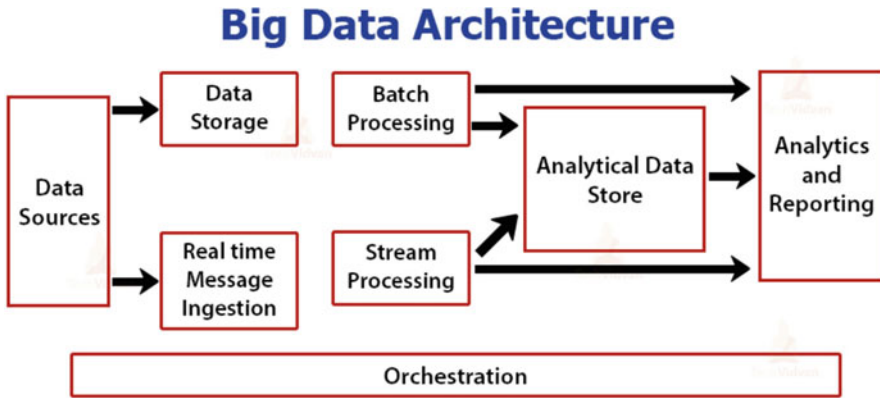 Big Data Architecture
Data
Sources
Data
Storage
Real time
Message
Ingestion
Batch
Processing
Stream
Processing
Analytical Data
Store
Analytics
and
Reporting
Orchestration